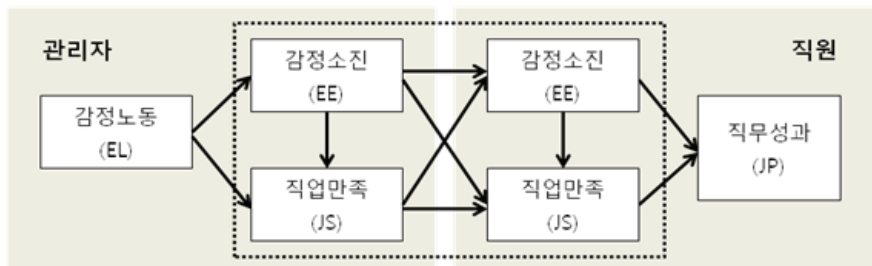 관리자
직원
감정소진
(EE)
감정소진
(EE)
감정노동
(EL)
직무성과
(JP)
직업만족
(JS)
직업만족
(JS)